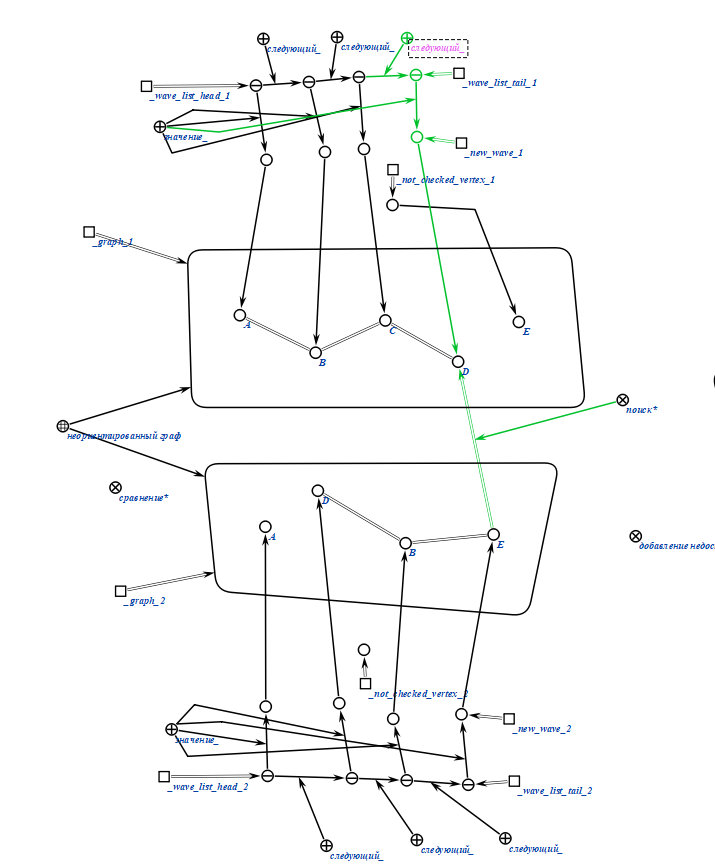 следующий_
следующий_
следующий_
_wave_list_head_1
_wave_list_tail_1
значение_
_new_wave_1
_not_checked_vertex_1
_graph_1
A
B
C
D
E
поиск*
неориентированный граф
сравнение*
D
A
B
E
добавление
_graph_2
_not_checked_vertex_2
_new_wave_2
значение_
_wave_list_head_2
_wave_list_tail_2
следующий_
следующий_
следующий_